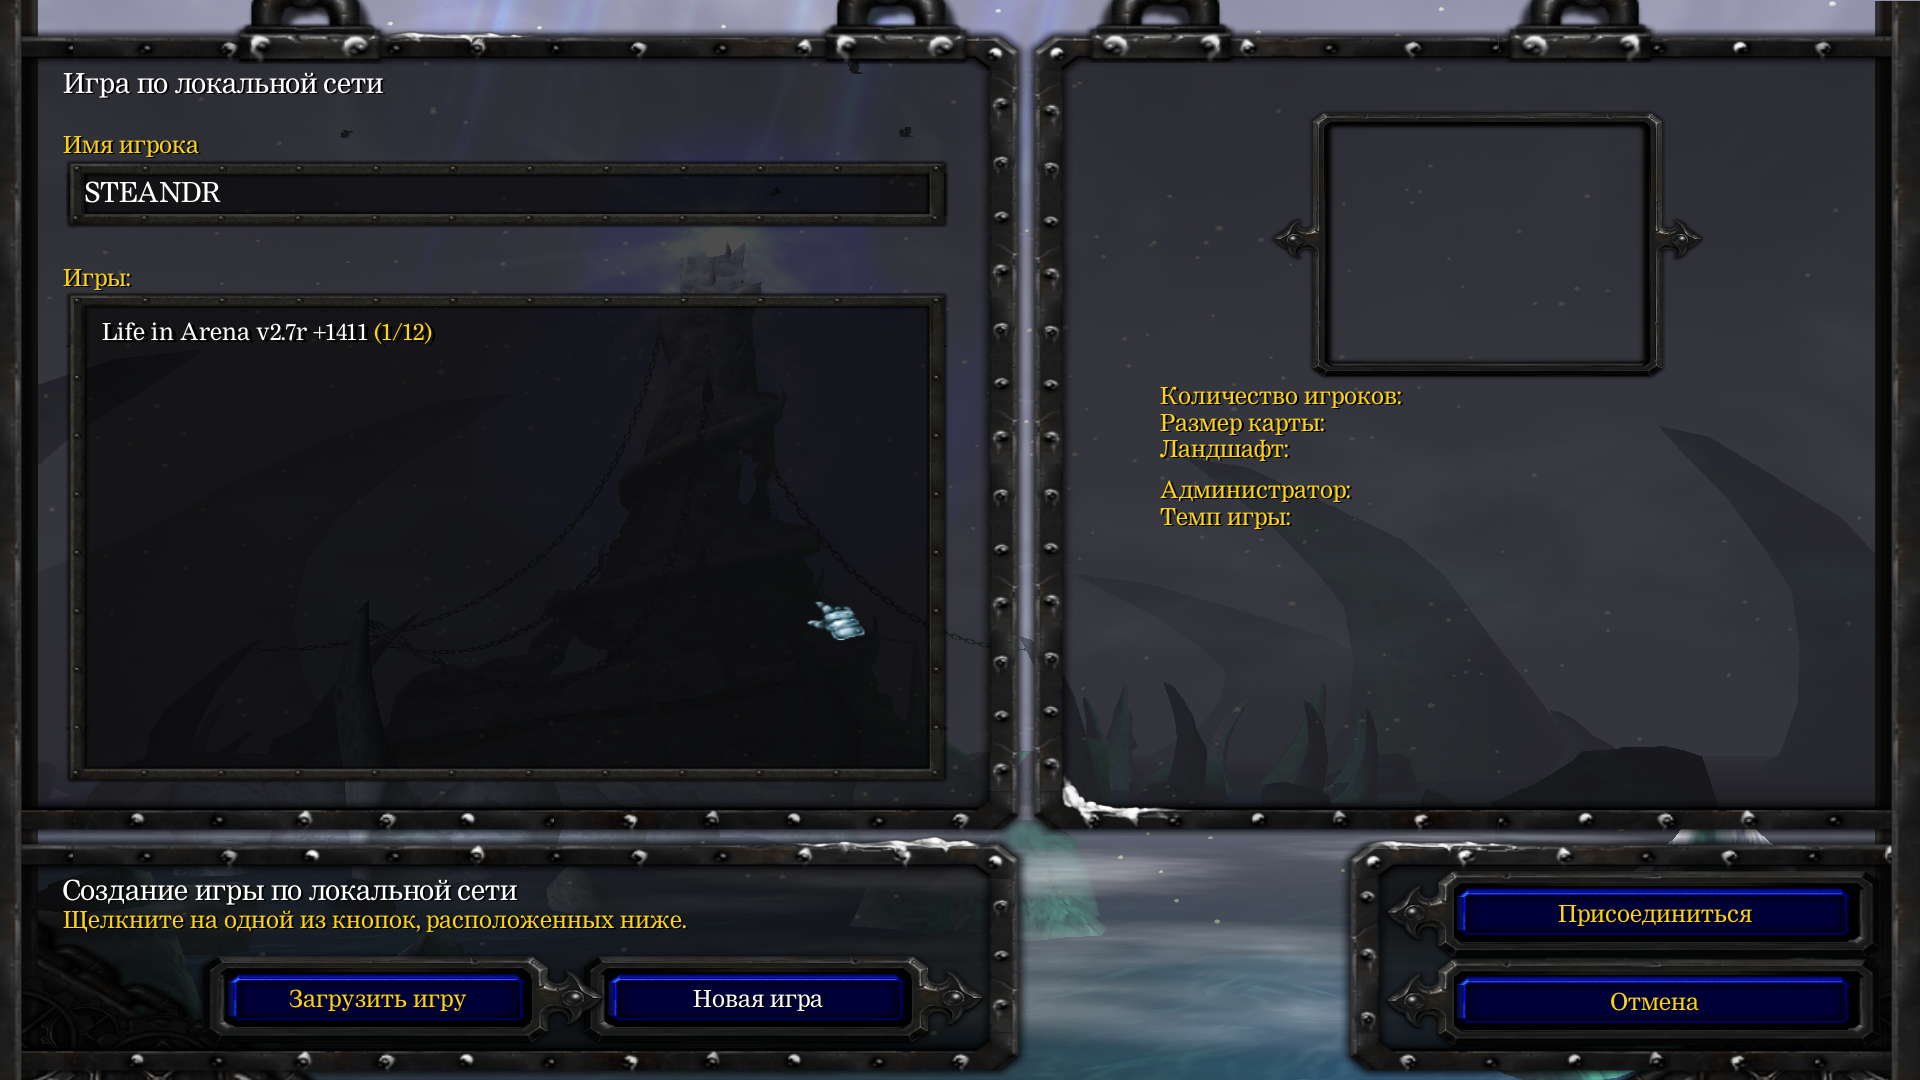 Игра по локальной сети
Имя игрока
STEANDR
Игры:
Life in Arena v2.7r +1411 (1/12)
Количество игроков:
Размер карты:
Ландшафт:
Администратор:
Темп игры:
Создание игры по локальной сети
Щелкните на одной из кнопок, расположенных ниже.
Загрузить игру
Новая игра
Присоединиться
Отмена